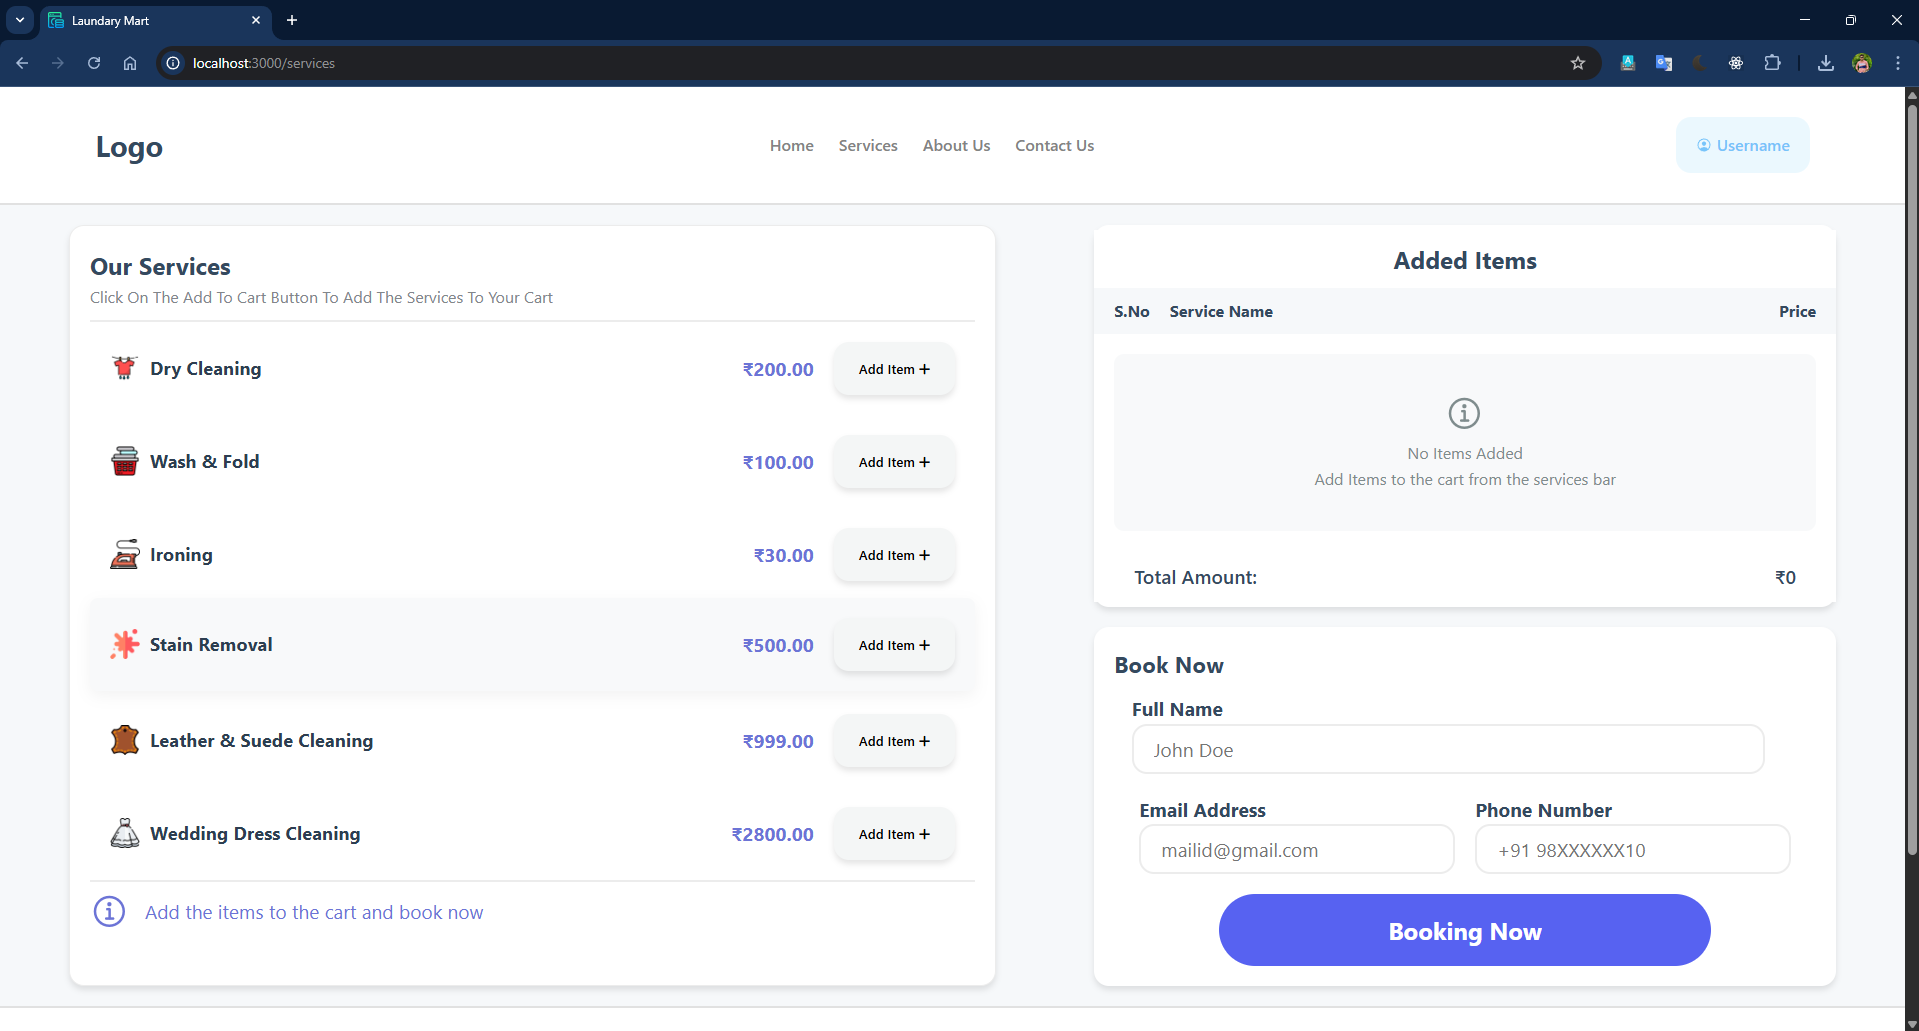 Laundary Mart
localhost:3000/services
Logo
Home Services About Us Contact Us
Username
Our Services
Click On The Add To Cart Button To Add The Services To Your Cart
Dry Cleaning ₹200.00 Add Item +
Wash & Fold ₹100.00 Add Item +
Ironing ₹30.00 Add Item +
Stain Removal ₹500.00 Add Item +
Leather & Suede Cleaning ₹999.00 Add Item +
Wedding Dress Cleaning ₹2800.00 Add Item +
Add the items to the cart and book now
Added Items
S.No Service Name Price
No Items Added
Add Items to the cart from the services bar
Total Amount: ₹0
Book Now
Full Name
John Doe
Email Address Phone Number
mailid@gmail.com +91 98XXXXXX10
Booking Now